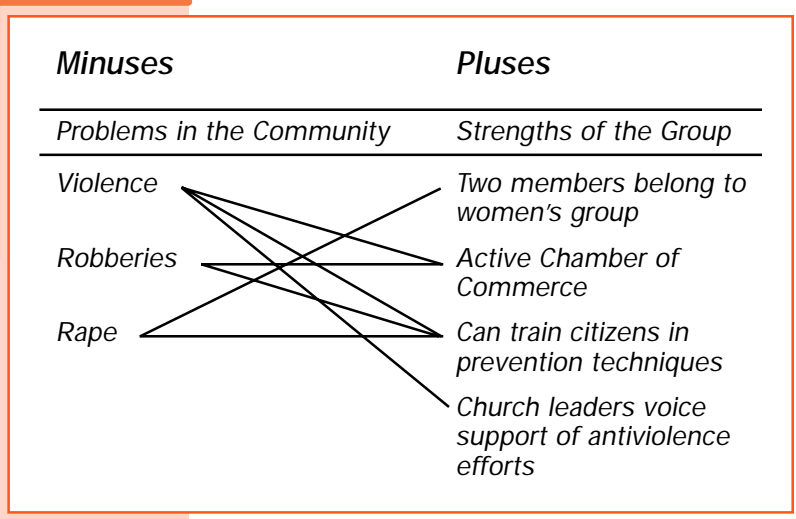 Minuses
Pluses
Problems in the Community
Strengths of the Group
Violence
Two members belong to
women's group
Robberies
Active Chamber of
Commerce
Rape
Can train citizens in
prevention techniques
Church leaders voice
support of antiviolence
efforts